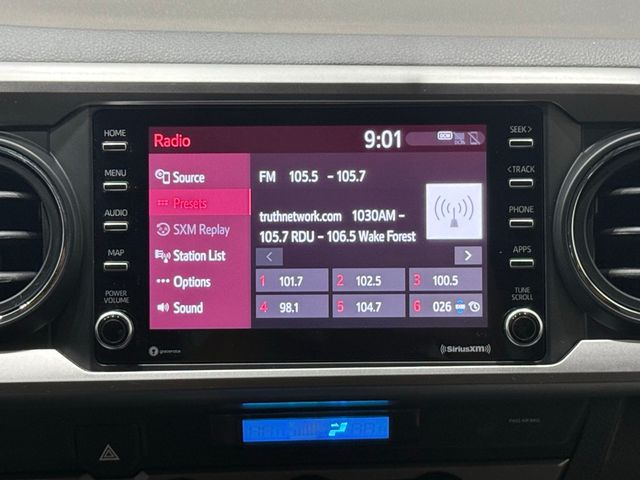 HOME
MENU
AUDIO
MAP
POWER
VOLUME
Radio
9:01
DCM
Source
Presets
SXM Replay
Station List
Options
Sound
FM 105.5 – 105.7
truthnetwork.com 1030AM –
105.7 RDU – 106.5 Wake Forest
1 101.7
2 102.5
3 100.5
4 98.1
5 104.7
6 026
SEEK>
<TRACK
PHONE
APPS
TUNE
SCROLL
gracenote
SiriusXM